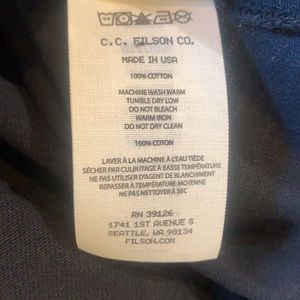 C.C. FILSON CO.
MADE IN USA
100% COTTON
MACHINE WASH WARM
TUMBLE DRY LOW
DO NOT BLEACH
WARM IRON
DO NOT DRY CLEAN
100% COTTON
LAVER À LA MACHINE À L'EAU TIÈDE
SÉCHER PAR CULBUTAGE À BASSE TEMPÉRATURE
NE PAS UTILISER D'AGENT DE BLANCHIMENT
REPASSER À TEMPÉRATURE MOYENNE
NE PAS NETTOYER À SEC
RN 39126
1741 1ST AVENUE S
SEATTLE, WA 98134
FILSON.COM